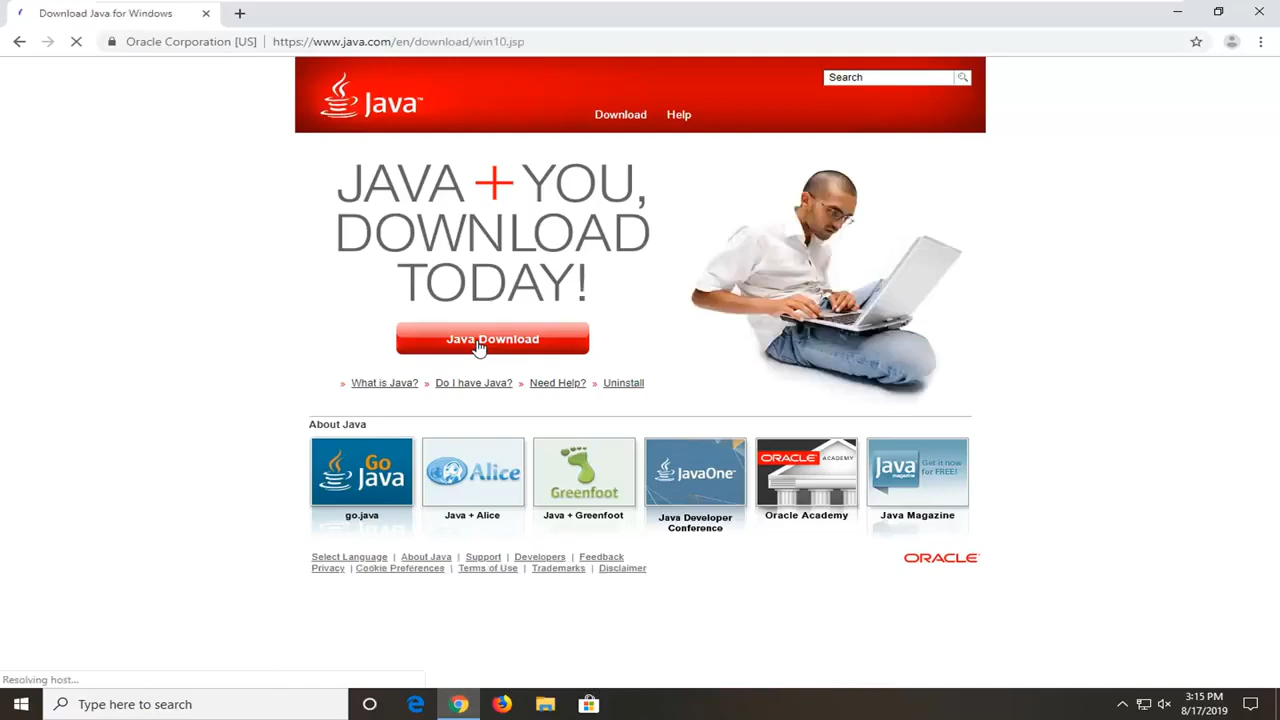 Download Java for Windows
Oracle Corporation [US] | https://www.java.com/en/download/win10.jsp
Java™
Search
Download Help
JAVA + YOU,
DOWNLOAD
TODAY!
Java Download
» What is Java? » Do I have Java? » Need Help? » Uninstall
About Java
Go Java
Alice
Greenfoot
JavaOne
ORACLE ACADEMY
Java magazine Get it now for FREE!
go.java
Java + Alice
Java + Greenfoot
Java Developer
Conference
Oracle Academy
Java Magazine
Select Language | About Java | Support | Developers | Feedback
Privacy | Cookie Preferences | Terms of Use | Trademarks | Disclaimer
ORACLE
Resolving host...
Type here to search
3:15 PM
8/17/2019